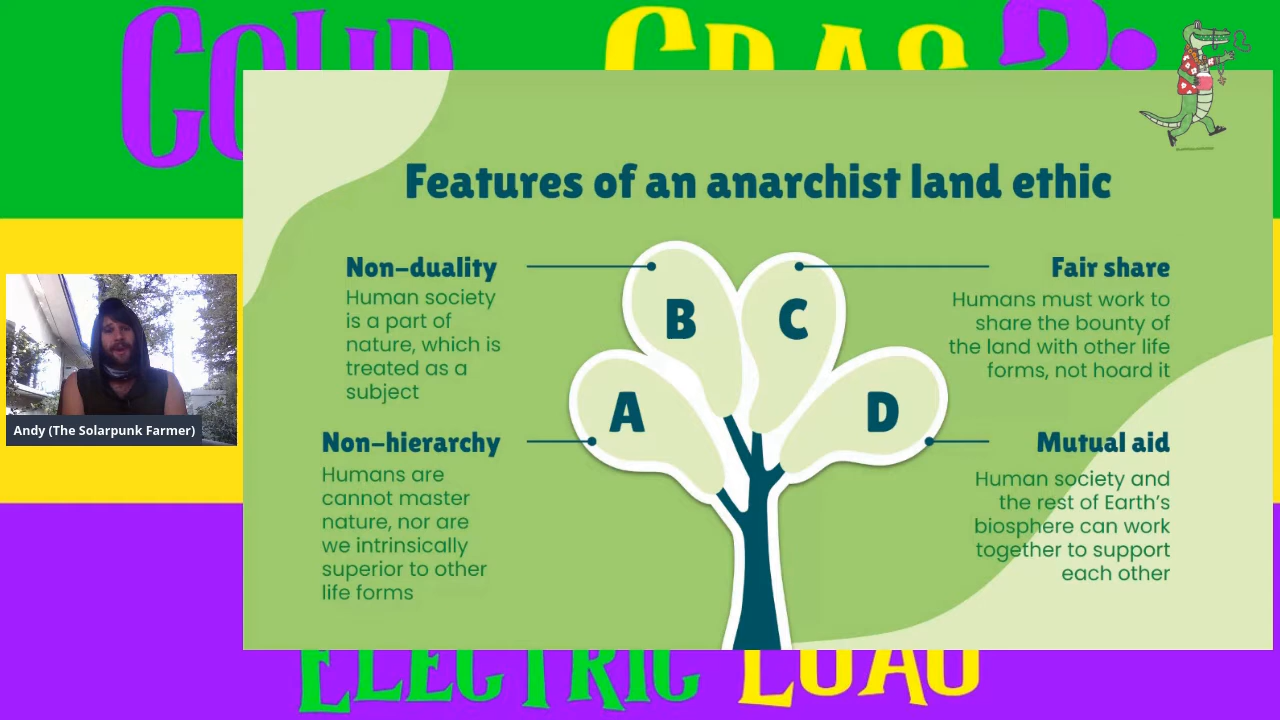 Features of an anarchist land ethic
Non-duality
Human society
is a part of
nature, which is
treated as a
subject
Non-hierarchy
Humans are
cannot master
nature, nor are
we intrinsically
superior to other
life forms
A
B
C
D
Fair share
Humans must work to
share the bounty of
the land with other life
forms, not hoard it
Mutual aid
Human society and
the rest of Earth's
biosphere can work
together to support
each other
Andy (The Solarpunk Farmer)
ELECTRIC